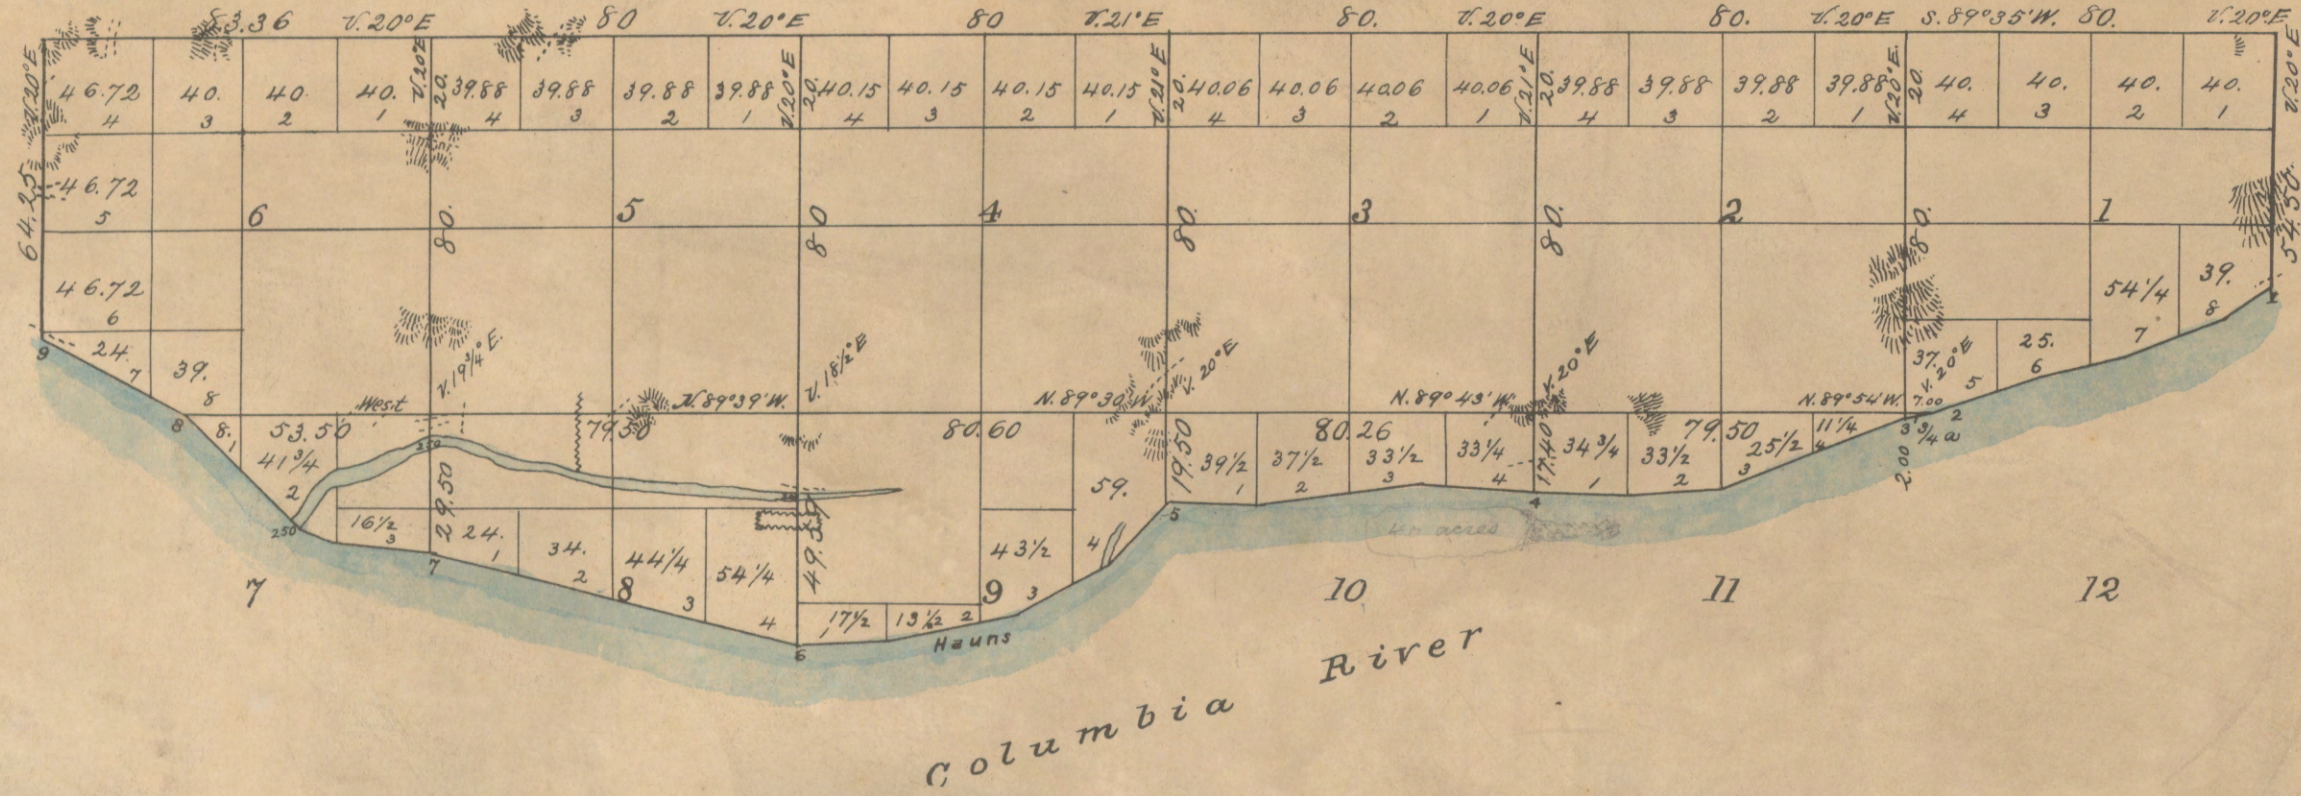 83.36 V.20°E 80 V.20°E 80 V.21°E 80. V.20°E 80. V.20°E S.89°35'W. 80. V.20°E
V.20°E V.20°E 20. V.20°E 20. V.21°E 20. V.21°E 20. V.20°E. 20. V.20°E
46.72 40. 40 40. 39.88 39.88 39.88 39.88 40.15 40.15 40.15 40.15 40.06 40.06 40.06 40.06 39.88 39.88 39.88 39.88 40. 40. 40. 40.
4 3 2 1 4 3 2 1 4 3 2 1 4 3 2 1 4 3 2 1 4 3 2 1
64.25 46.72 54.50
5 6 80. 5 80 4 80. 3 80. 2 80. 1
46.72 54 1/4 39.
6 7 8 1
9 24. 7 39. 8 V.19 3/4°E. V.18 1/2°E V.20°E V.20°E 37. V.20°E 5 25. 6
West N.89°39'W. N.89°30'W N.89°43'W. N.89°54'W. 7.00 2
8 8. 1 53.50 79.50 80.60 80.26 79.50 11 1/4 4 3 3/4 a
41 3/4 2 250 29.50 59. 19.50 39 1/2 37 1/2 33 1/2 33 1/4 17.40 34 3/4 33 1/2 25 1/2 2.00
1 2 3 4 1 2 3
250 16 1/2 3 24. 1 34. 2 44 1/4 3 54 1/4 4 49.59 43 1/2 3 4 5 4
40 acres
7 7 8 9 10 11 12
17 1/2 1 13 1/2 2
6 Hauns
Columbia River